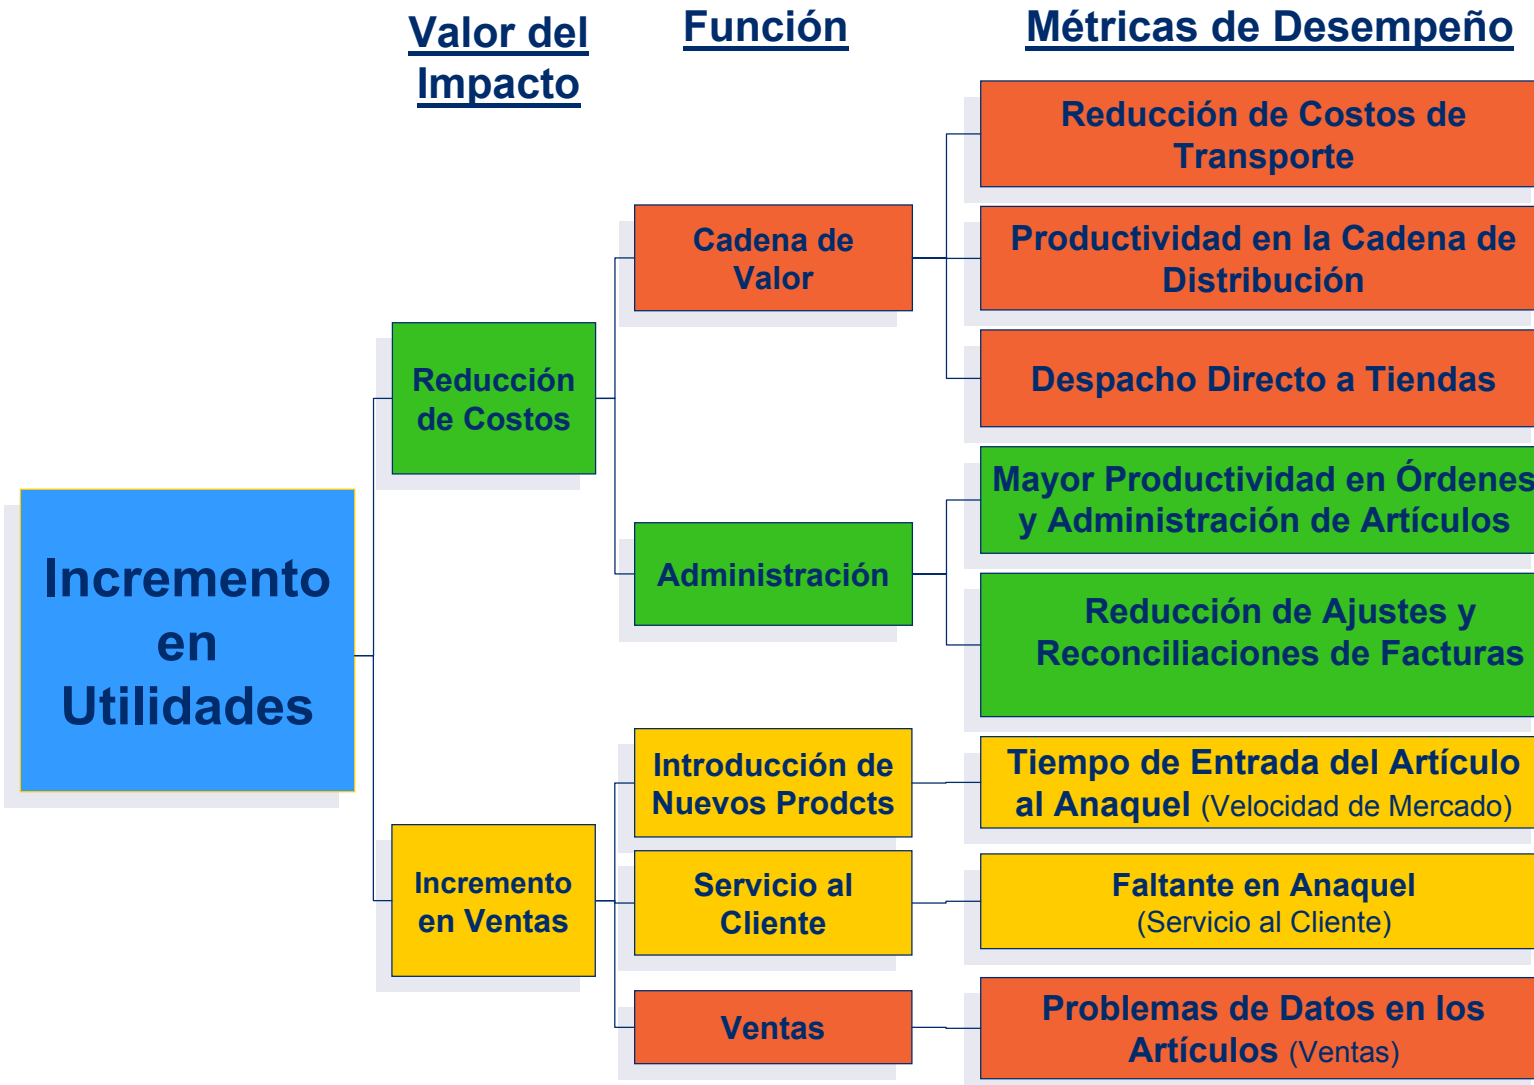 Valor del
Impacto
Función
Métricas de Desempeño
Reducción de Costos de
Transporte
Cadena de
Valor
Productividad en la Cadena de
Distribución
Despacho Directo a Tiendas
Reducción
de Costos
Mayor Productividad en Órdenes
y Administración de Artículos
Administración
Reducción de Ajustes y
Reconciliaciones de Facturas
Incremento
en
Utilidades
Introducción de
Nuevos Prodcts
Tiempo de Entrada del Artículo
al Anaquel (Velocidad de Mercado)
Incremento
en Ventas
Servicio al
Cliente
Faltante en Anaquel
(Servicio al Cliente)
Ventas
Problemas de Datos en los
Artículos (Ventas)